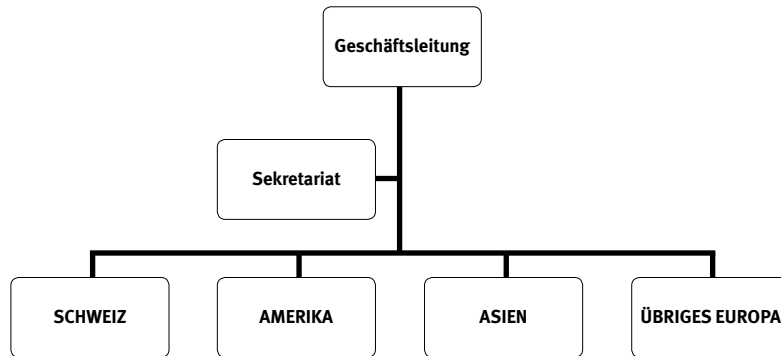 Geschäftsleitung
Sekretariat
SCHWEIZ
AMERIKA
ASIEN
ÜBRIGES EUROPA